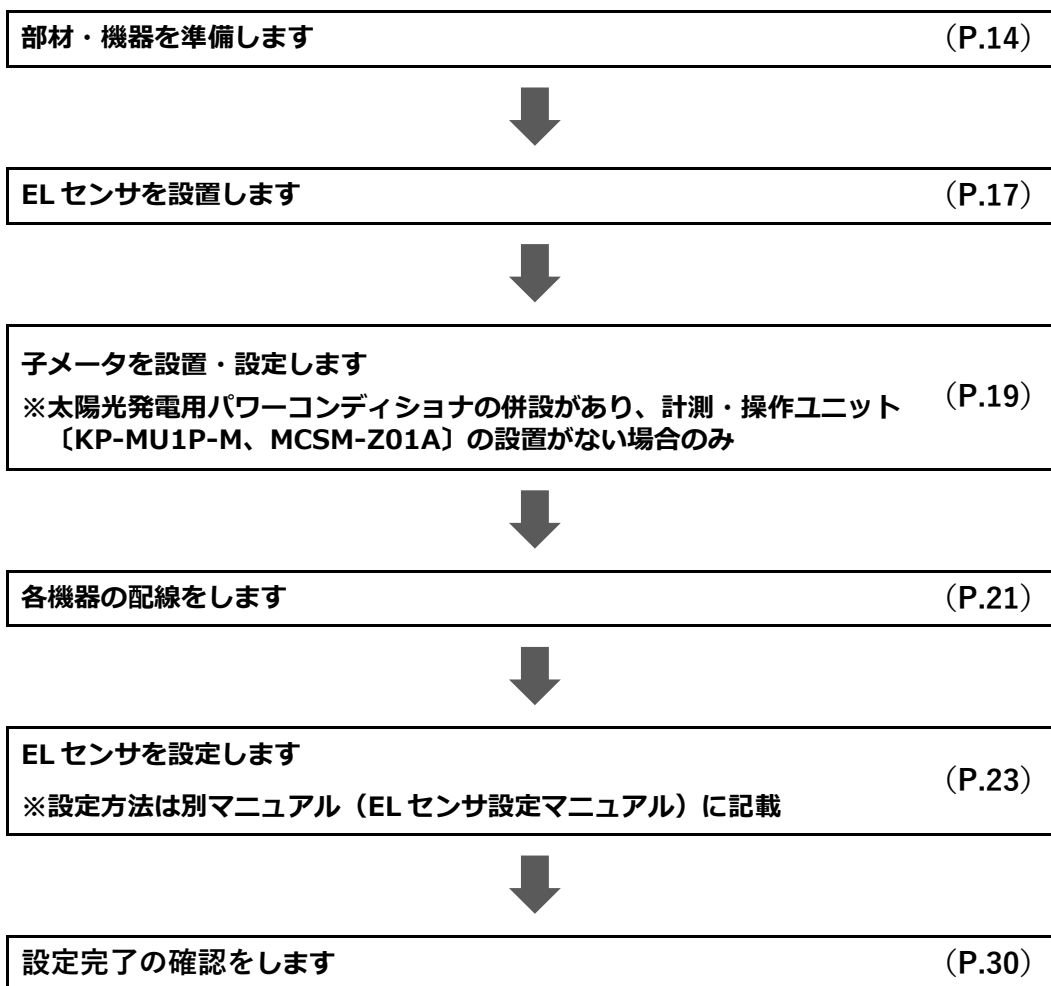 部材・機器を準備します （P.14）
ELセンサを設置します （P.17）
子メータを設置・設定します
※太陽光発電用パワーコンディショナの併設があり、計測・操作ユニット （P.19）
〔KP-MU1P-M、MCSM-Z01A〕の設置がない場合のみ
各機器の配線をします （P.21）
ELセンサを設定します
（P.23）
※設定方法は別マニュアル（ELセンサ設定マニュアル）に記載
設定完了の確認をします （P.30）